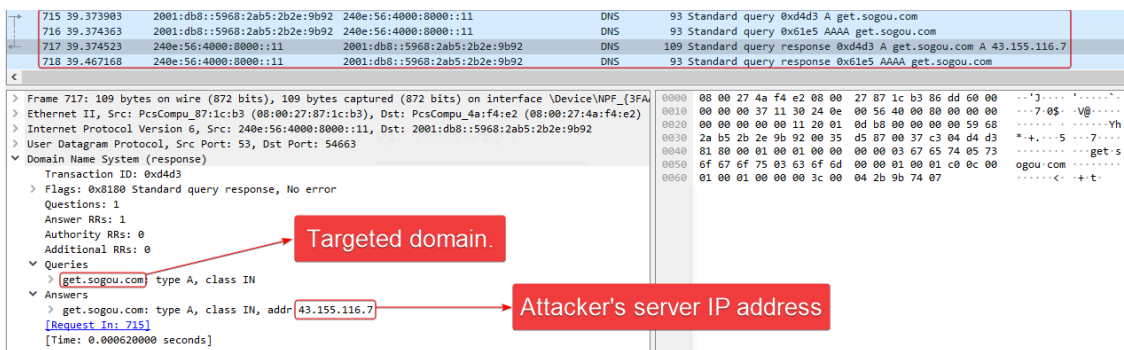 715 39.373903 2001:db8::5968:2ab5:2b2e:9b92 240e:56:4000:8000::11 DNS 93 Standard query 0xd4d3 A get.sogou.com
716 39.374363 2001:db8::5968:2ab5:2b2e:9b92 240e:56:4000:8000::11 DNS 93 Standard query 0x61e5 AAAA get.sogou.com
717 39.374523 240e:56:4000:8000::11 2001:db8::5968:2ab5:2b2e:9b92 DNS 109 Standard query response 0xd4d3 A get.sogou.com A 43.155.116.7
718 39.467168 240e:56:4000:8000::11 2001:db8::5968:2ab5:2b2e:9b92 DNS 93 Standard query response 0x61e5 AAAA get.sogou.com
<
> Frame 717: 109 bytes on wire (872 bits), 109 bytes captured (872 bits) on interface \Device\NPF_{3FA
> Ethernet II, Src: PcsCompu_87:1c:b3 (08:00:27:87:1c:b3), Dst: PcsCompu_4a:f4:e2 (08:00:27:4a:f4:e2)
> Internet Protocol Version 6, Src: 240e:56:4000:8000::11, Dst: 2001:db8::5968:2ab5:2b2e:9b92
> User Datagram Protocol, Src Port: 53, Dst Port: 54663
Domain Name System (response)
Transaction ID: 0xd4d3
> Flags: 0x8180 Standard query response, No error
Questions: 1
Answer RRs: 1
Authority RRs: 0
Additional RRs: 0
Queries
> get.sogou.com: type A, class IN
Answers
> get.sogou.com: type A, class IN, addr 43.155.116.7
[Request In: 715]
[Time: 0.000620000 seconds]
Targeted domain.
Attacker's server IP address
0000 08 00 27 4a f4 e2 08 00 27 87 1c b3 86 dd 60 00 ··'J···· '·····`·
0010 00 00 00 37 11 30 24 0e 00 56 40 00 80 00 00 00 ···7·0$· ·V@·····
0020 00 00 00 00 00 11 20 01 0d b8 00 00 00 00 59 68 ······ · ······Yh
0030 2a b5 2b 2e 9b 92 00 35 d5 87 00 37 c3 04 d4 d3 *·+.···5 ···7····
0040 81 80 00 01 00 01 00 00 00 00 03 67 65 74 05 73 ········ ···get·s
0050 6f 67 6f 75 03 63 6f 6d 00 00 01 00 01 c0 0c 00 ogou·com ········
0060 01 00 01 00 00 00 3c 00 04 2b 9b 74 07 ······<· ·+·t·